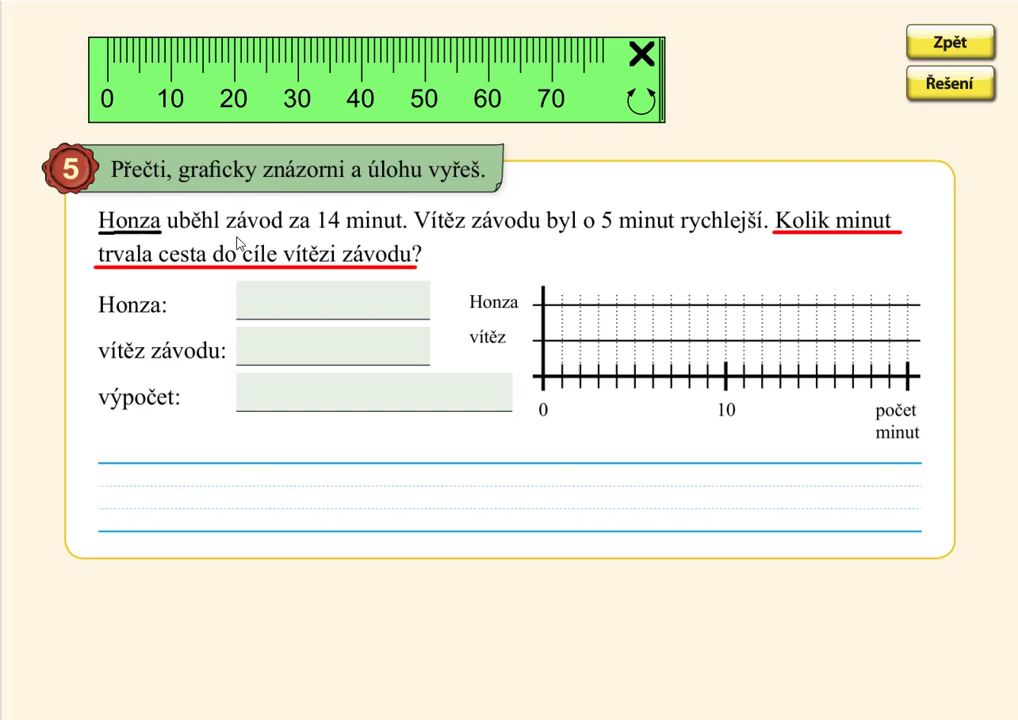 Zpět
Řešení
0 10 20 30 40 50 60 70
5 Přečti, graficky znázorni a úlohu vyřeš.
Honza uběhl závod za 14 minut. Vítěz závodu byl o 5 minut rychlejší. Kolik minut
trvala cesta do cíle vítězi závodu?
Honza:
vítěz závodu:
výpočet:
Honza
vítěz
0 10 počet
minut